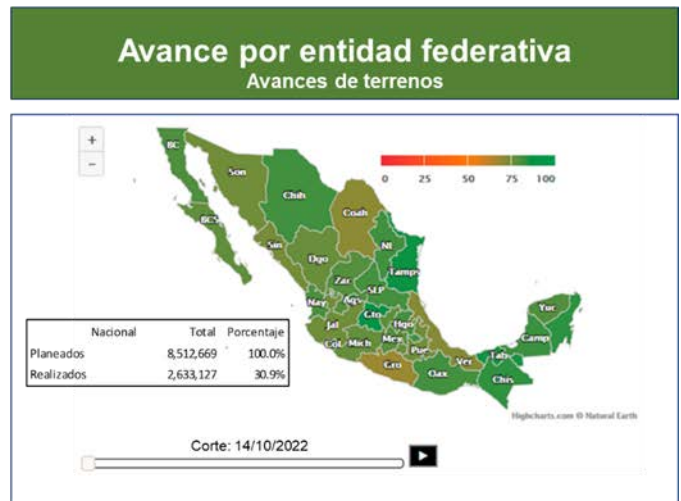 Avance por entidad federativa
Avances de terrenos
+
−
0 25 50 75 100
BC
Son
Chih
Coah
BCS
Sin
Dgo
NL
Tamps
Zac
SLP
Nay
Ags
Gto
Hgo
Yuc
Jal
Col
Mich
Mex
Pue
Ver
Tab
Camp
Gro
Oax
Chis
Nacional Total Porcentaje
Planeados 8,512,669 100.0%
Realizados 2,633,127 30.9%
Highcharts.com © Natural Earth
Corte: 14/10/2022